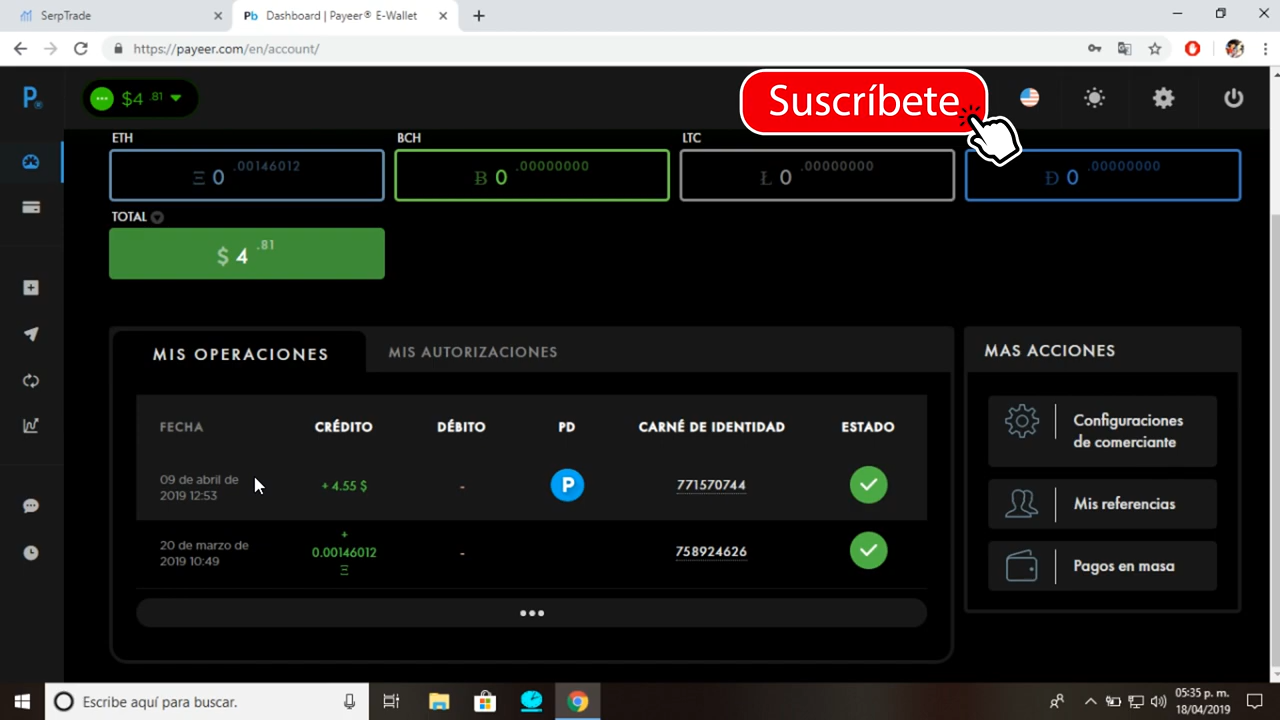 SerpTrade
Pb Dashboard | Payeer® E-Wallet
https://payeer.com/en/account/
P
$4 .81
Suscríbete
ETH
BCH
LTC
Ξ 0 .00146012
Ƀ 0 .00000000
Ł 0 .00000000
Ð 0 .00000000
TOTAL
$ 4 .81
MIS OPERACIONES
MIS AUTORIZACIONES
MAS ACCIONES
FECHA
CRÉDITO
DÉBITO
PD
CARNÉ DE IDENTIDAD
ESTADO
09 de abril de
2019 12:53
+ 4.55 $
-
P
771570744
20 de marzo de
2019 10:49
+
0.00146012
Ξ
-
758924626
Configuraciones
de comerciante
Mis referencias
Pagos en masa
Escribe aquí para buscar.
05:35 p. m.
18/04/2019